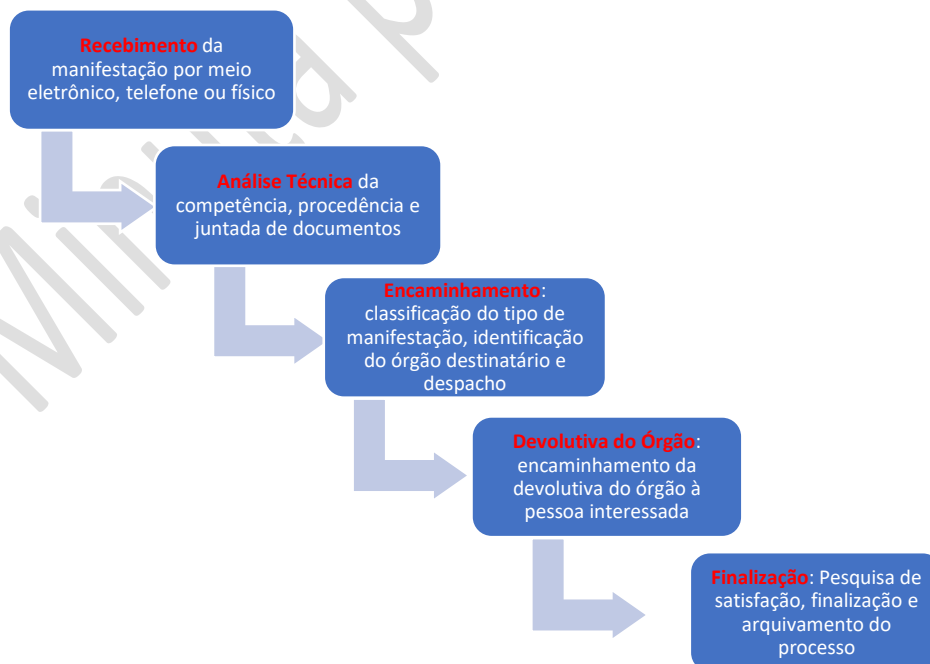 Recebimento da
manifestação por meio
eletrônico, telefone ou físico
Análise Técnica da
competência, procedência e
juntada de documentos
Encaminhamento:
classificação do tipo de
manifestação, identificação
do órgão destinatário e
despacho
Devolutiva do Órgão:
encaminhamento da
devolutiva do órgão à
pessoa interessada
Finalização: Pesquisa de
satisfação, finalização e
arquivamento do
processo